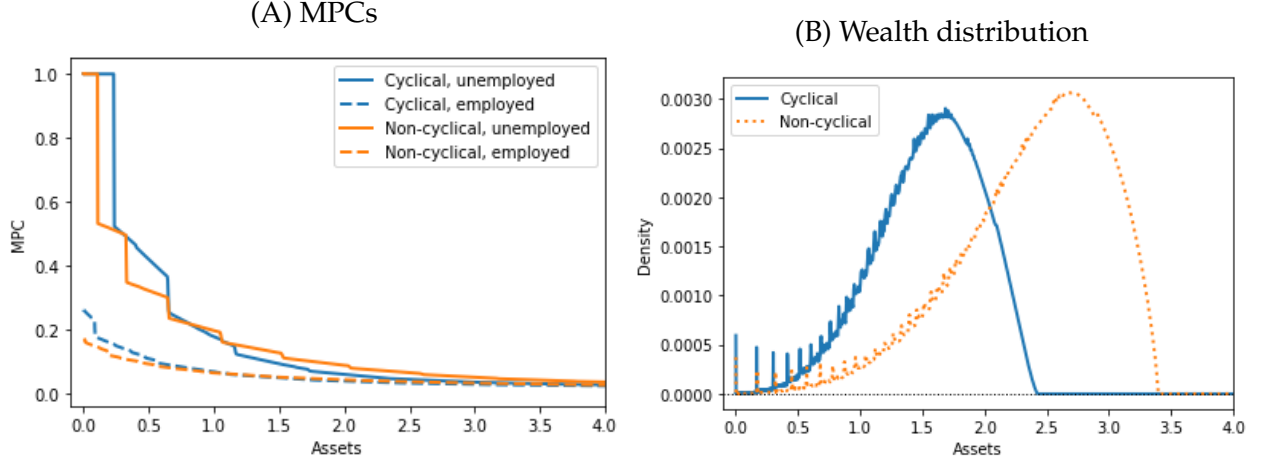 (A) MPCs
1.0
0.8
0.6
0.4
0.2
0.0
MPC
Cyclical, unemployed
Cyclical, employed
Non-cyclical, unemployed
Non-cyclical, employed
0.0 0.5 1.0 1.5 2.0 2.5 3.0 3.5 4.0
Assets
(B) Wealth distribution
0.0030
0.0025
0.0020
0.0015
0.0010
0.0005
0.0000
Density
Cyclical
Non-cyclical
0.0 0.5 1.0 1.5 2.0 2.5 3.0 3.5 4.0
Assets